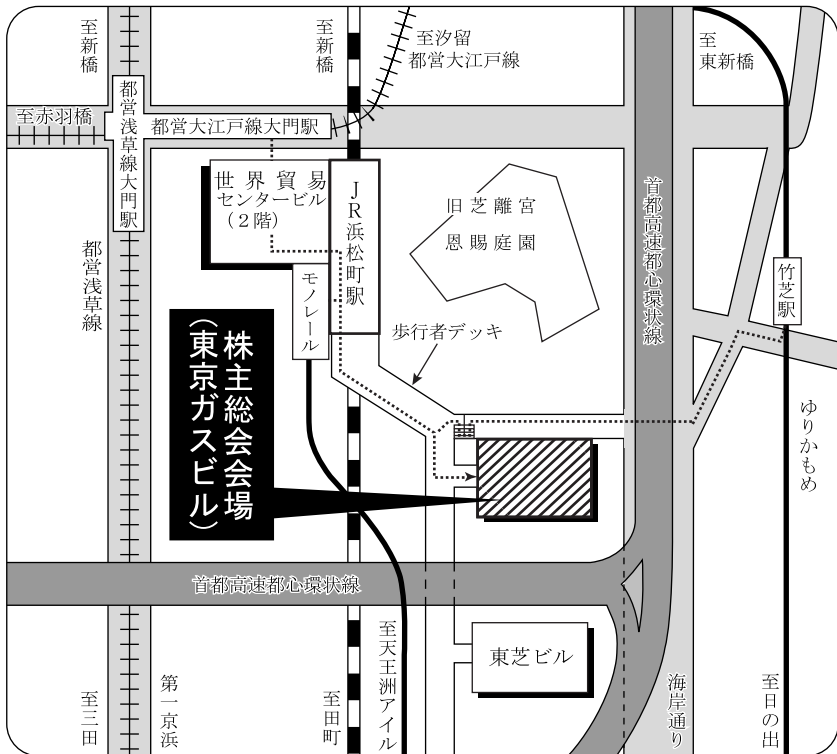 至新橋
至新橋
至汐留
都営大江戸線
至
東新橋
至赤羽橋
都営浅草線大門駅
都営大江戸線大門駅
世界貿易
センタービル
（２階）
ＪＲ浜松町駅
旧芝離宮
恩賜庭園
首都高速都心環状線
竹芝駅
都営浅草線
モノレール
歩行者デッキ
株主総会会場
（東京ガスビル）
ゆりかもめ
首都高速都心環状線
東芝ビル
至三田
第一京浜
至田町
至天王洲アイル
海岸通り
至日の出